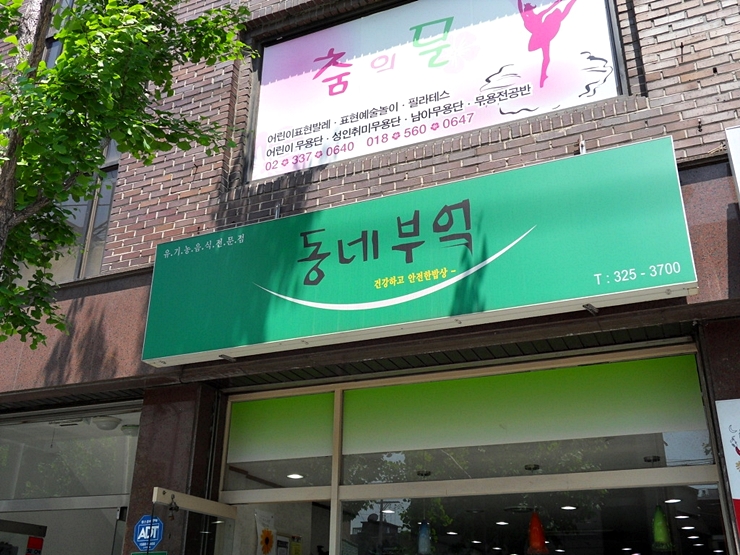 춤의 문
어린이표현발레 · 표현예술놀이 · 필라테스
어린이 무용단 · 성인취미무용단 · 남아무용단 · 무용전공반
02 337 0640 018 560 0647
유.기.농.음.식.전.문.점
동네부엌
건강하고 안전한밥상 ~
T : 325 - 3700
ADT